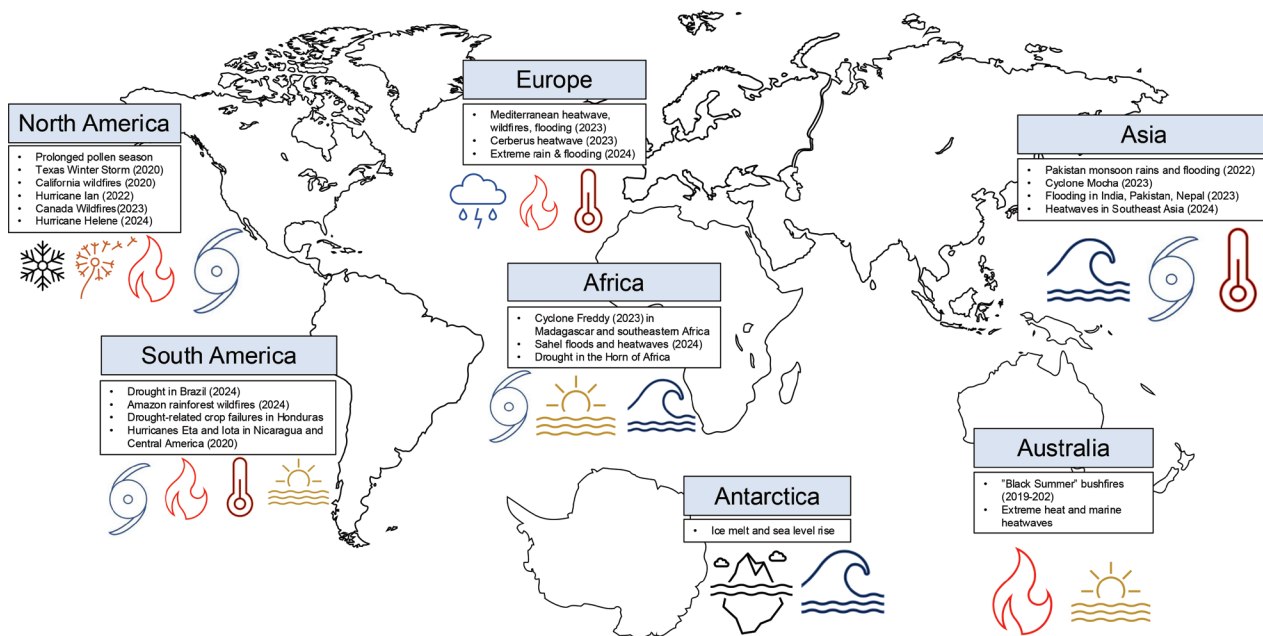 North America
• Prolonged pollen season
• Texas Winter Storm (2020)
• California wildfires (2020)
• Hurricane Ian (2022)
• Canada Wildfires(2023)
• Hurricane Helene (2024)
Europe
• Mediterranean heatwave,
wildfires, flooding (2023)
• Cerberus heatwave (2023)
• Extreme rain & flooding (2024)
Asia
• Pakistan monsoon rains and flooding (2022)
• Cyclone Mocha (2023)
• Flooding in India, Pakistan, Nepal (2023)
• Heatwaves in Southeast Asia (2024)
Africa
• Cyclone Freddy (2023) in
Madagascar and southeastern Africa
• Sahel floods and heatwaves (2024)
• Drought in the Horn of Africa
South America
• Drought in Brazil (2024)
• Amazon rainforest wildfires (2024)
• Drought-related crop failures in Honduras
• Hurricanes Eta and Iota in Nicaragua and
Central America (2020)
Australia
• "Black Summer" bushfires
(2019-202)
• Extreme heat and marine
heatwaves
Antarctica
• Ice melt and sea level rise